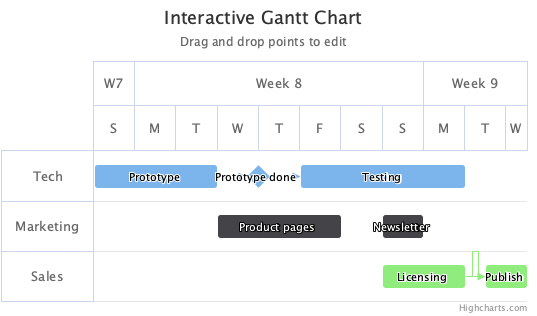 Interactive Gantt Chart
Drag and drop points to edit
W7 Week 8 Week 9
S M T W T F S S M T W
Tech Prototype Prototype done Testing
Marketing Product pages Newsletter
Sales Licensing Publish
Highcharts.com